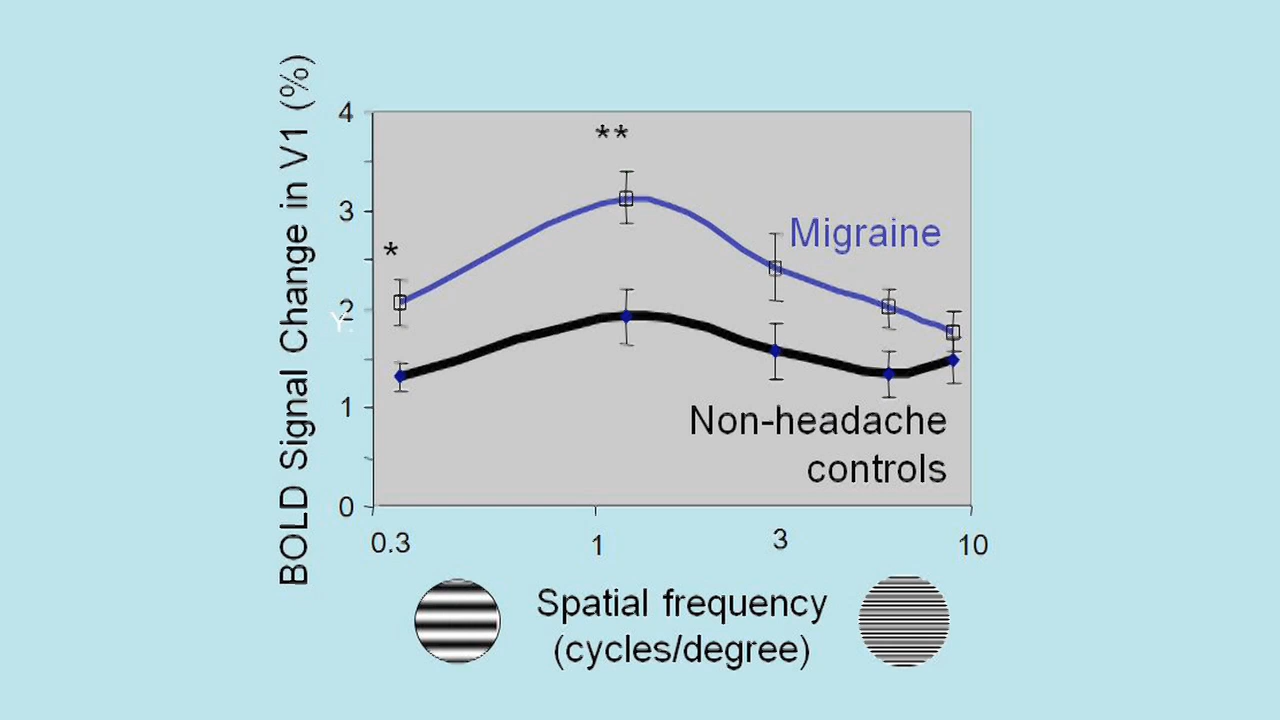 BOLD Signal Change in V1 (%)
4
3
2
1
0
**
*
Migraine
Y:
Non-headache
controls
0.3
1
3
10
Spatial frequency
(cycles/degree)